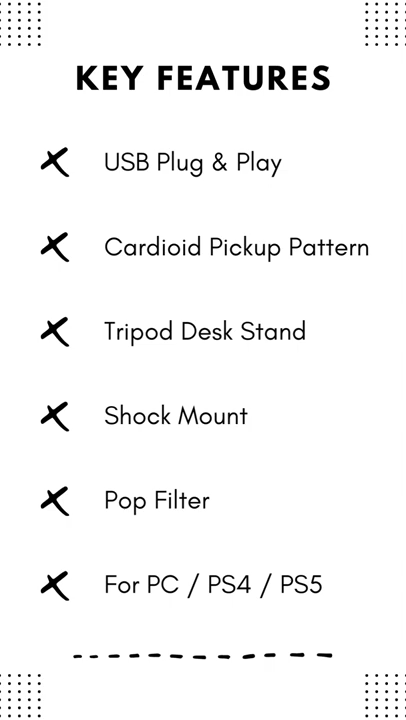 KEY FEATURES
USB Plug & Play
Cardioid Pickup Pattern
Tripod Desk Stand
Shock Mount
Pop Filter
For PC / PS4 / PS5